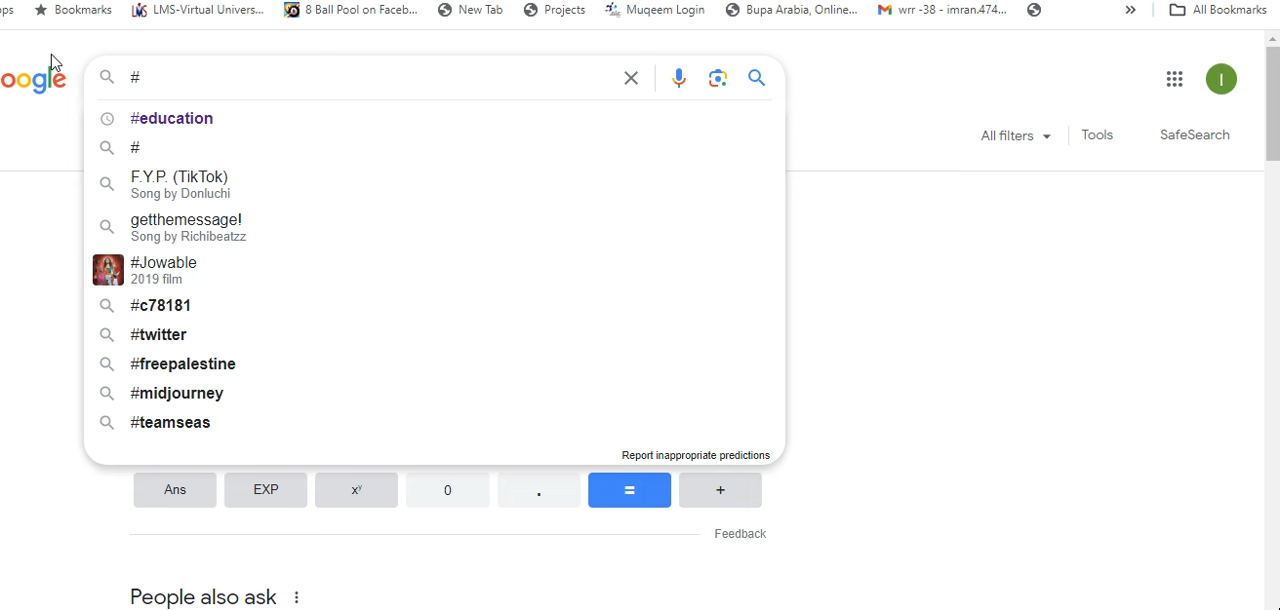 ops Bookmarks LMS-Virtual Univers... 8 Ball Pool on Faceb... New Tab Projects Muqeem Login Bupa Arabia, Online... wrr -38 - imran.474... » All Bookmarks
oogle
#
I
All filters Tools SafeSearch
#education
#
F.Y.P. (TikTok)
Song by Donluchi
getthemessage!
Song by Richibeatzz
#Jowable
2019 film
#c78181
#twitter
#freepalestine
#midjourney
#teamseas
Report inappropriate predictions
Ans EXP xʸ 0 . = +
Feedback
People also ask